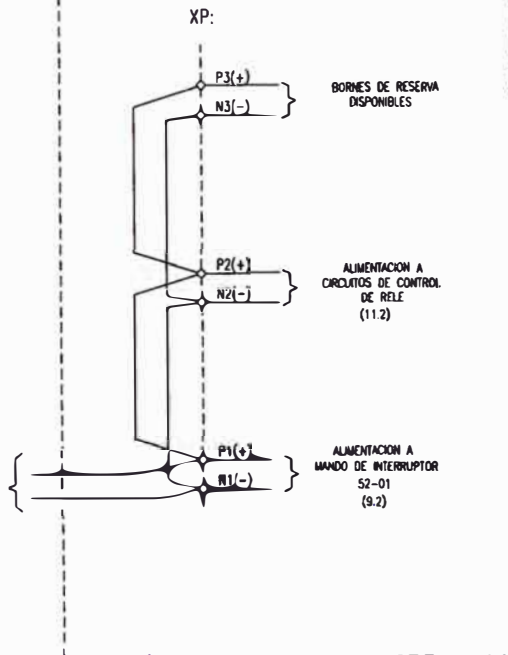 XP:
P3(+)
N3(-)
BORNES DE RESERVA
DISPONIBLES
P2(+)
N2(-)
ALIMENTACION A
CIRCUITOS DE CONTROL
DE RELE
(11.2)
P1(+)
N1(-)
ALIMENTACION A
MANDO DE INTERRUPTOR
52-01
(9.2)